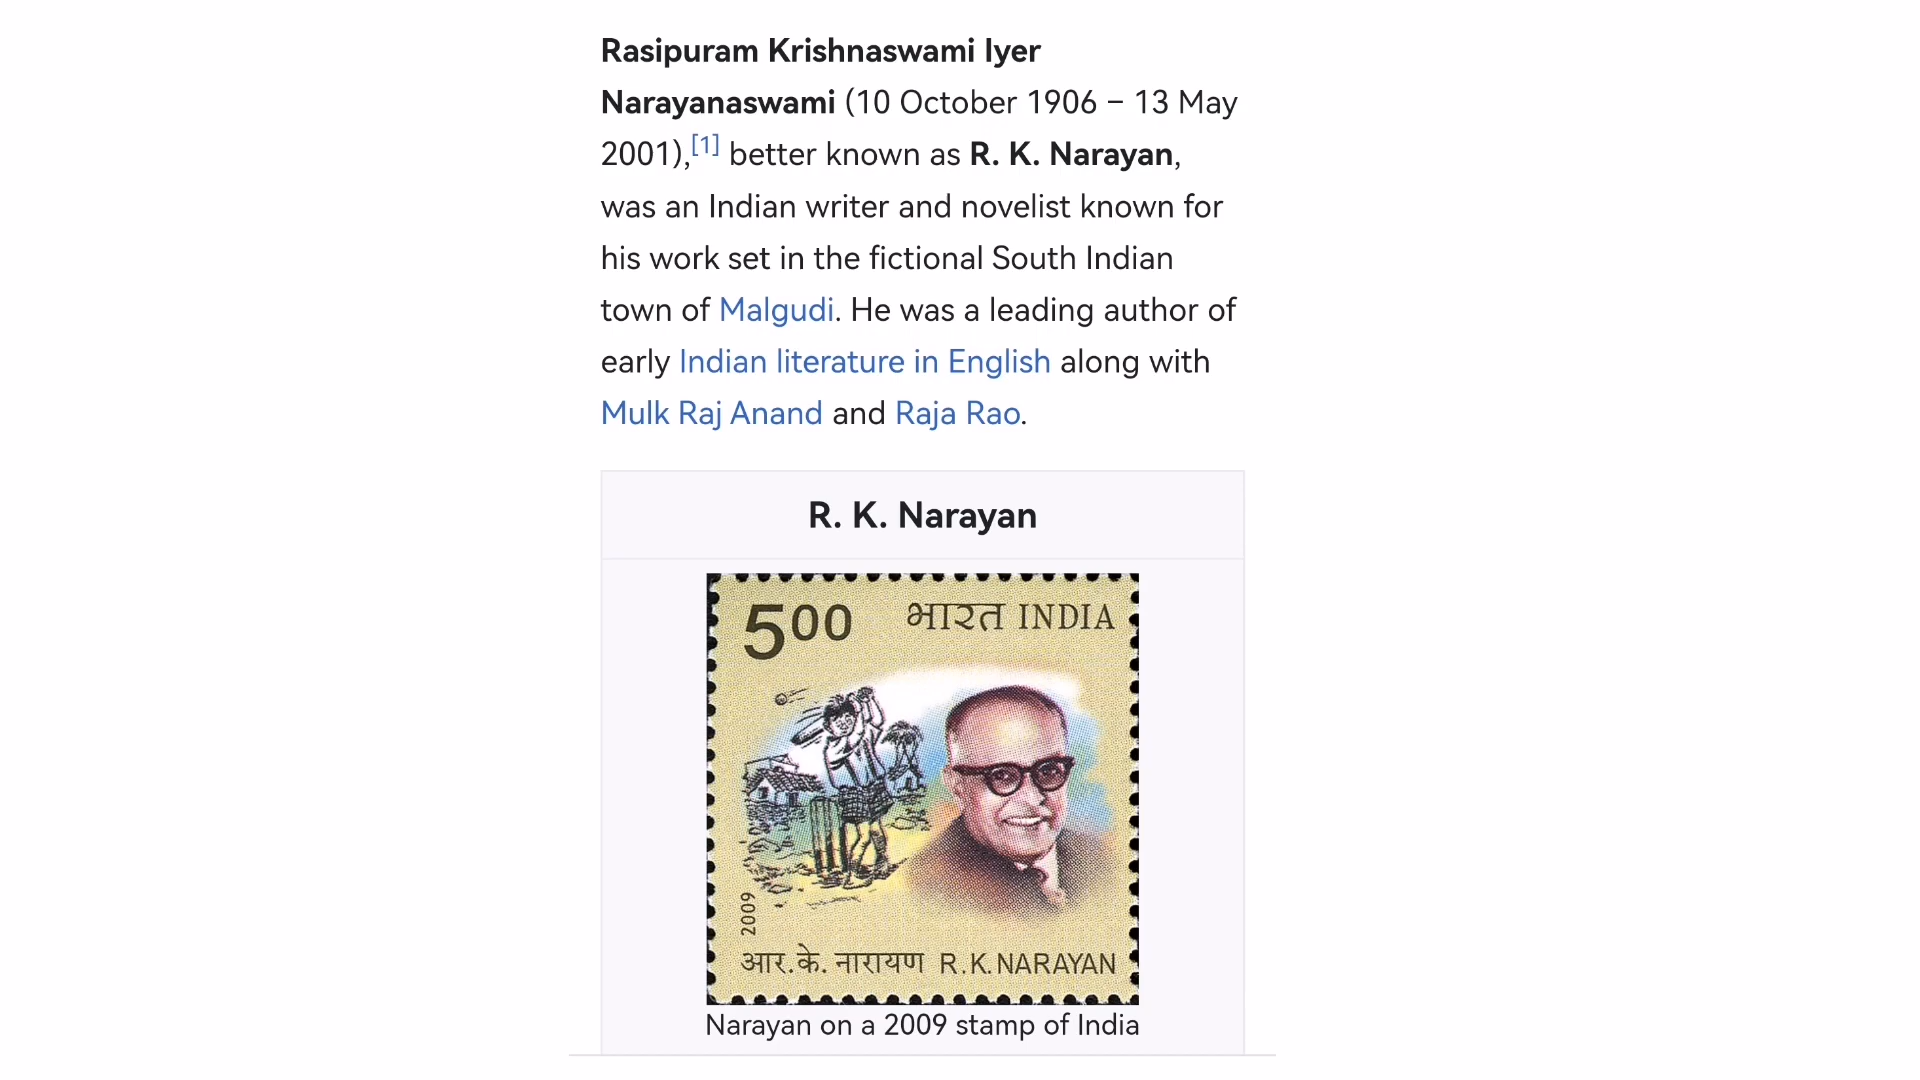 Rasipuram Krishnaswami Iyer
Narayanaswami (10 October 1906 – 13 May
2001),[1] better known as R. K. Narayan,
was an Indian writer and novelist known for
his work set in the fictional South Indian
town of Malgudi. He was a leading author of
early Indian literature in English along with
Mulk Raj Anand and Raja Rao.
R. K. Narayan
500 भारत INDIA
2009
आर.के. नारायण R.K.NARAYAN
Narayan on a 2009 stamp of India